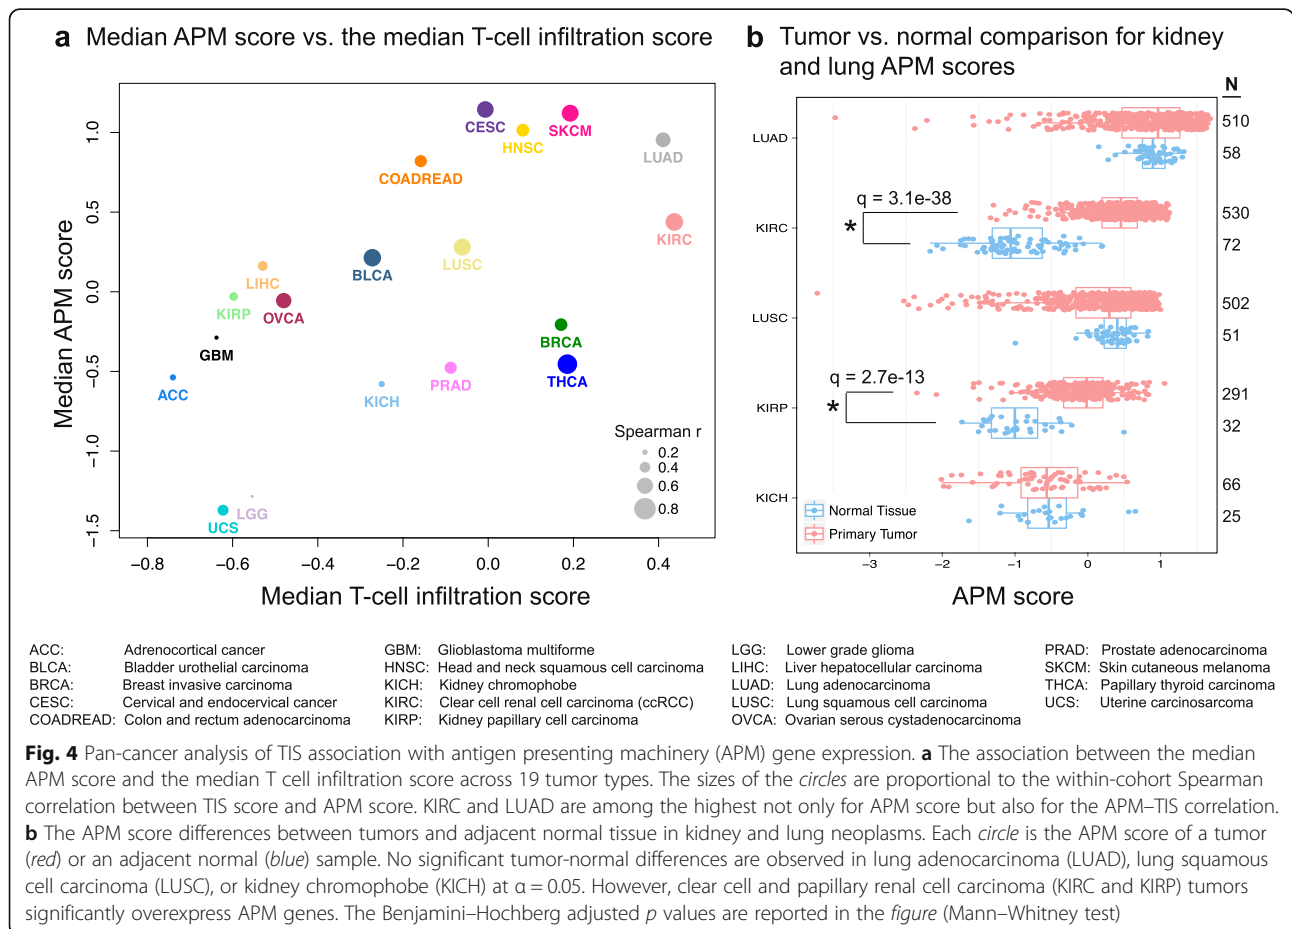 a Median APM score vs. the median T-cell infiltration score
Median APM score
1.0
0.5
0.0
−0.5
−1.0
−1.5
CESC
SKCM
HNSC
LUAD
COADREAD
KIRC
LUSC
BLCA
LIHC
KIRP
OVCA
BRCA
GBM
THCA
PRAD
ACC
KICH
LGG
UCS
Spearman r
0.2
0.4
0.6
0.8
−0.8
−0.6
−0.4
−0.2
0.0
0.2
0.4
Median T-cell infiltration score
b Tumor vs. normal comparison for kidney
and lung APM scores
N
LUAD
510
58
q = 3.1e-38
*
KIRC
530
72
LUSC
502
51
q = 2.7e-13
*
KIRP
291
32
KICH
66
25
Normal Tissue
Primary Tumor
−3
−2
−1
0
1
APM score
ACC: Adrenocortical cancer
BLCA: Bladder urothelial carcinoma
BRCA: Breast invasive carcinoma
CESC: Cervical and endocervical cancer
COADREAD: Colon and rectum adenocarcinoma
GBM: Glioblastoma multiforme
HNSC: Head and neck squamous cell carcinoma
KICH: Kidney chromophobe
KIRC: Clear cell renal cell carcinoma (ccRCC)
KIRP: Kidney papillary cell carcinoma
LGG: Lower grade glioma
LIHC: Liver hepatocellular carcinoma
LUAD: Lung adenocarcinoma
LUSC: Lung squamous cell carcinoma
OVCA: Ovarian serous cystadenocarcinoma
PRAD: Prostate adenocarcinoma
SKCM: Skin cutaneous melanoma
THCA: Papillary thyroid carcinoma
UCS: Uterine carcinosarcoma
Fig. 4 Pan-cancer analysis of TIS association with antigen presenting machinery (APM) gene expression. a The association between the median
APM score and the median T cell infiltration score across 19 tumor types. The sizes of the circles are proportional to the within-cohort Spearman
correlation between TIS score and APM score. KIRC and LUAD are among the highest not only for APM score but also for the APM–TIS correlation.
b The APM score differences between tumors and adjacent normal tissue in kidney and lung neoplasms. Each circle is the APM score of a tumor
(red) or an adjacent normal (blue) sample. No significant tumor-normal differences are observed in lung adenocarcinoma (LUAD), lung squamous
cell carcinoma (LUSC), or kidney chromophobe (KICH) at α = 0.05. However, clear cell and papillary renal cell carcinoma (KIRC and KIRP) tumors
significantly overexpress APM genes. The Benjamini–Hochberg adjusted p values are reported in the figure (Mann–Whitney test)